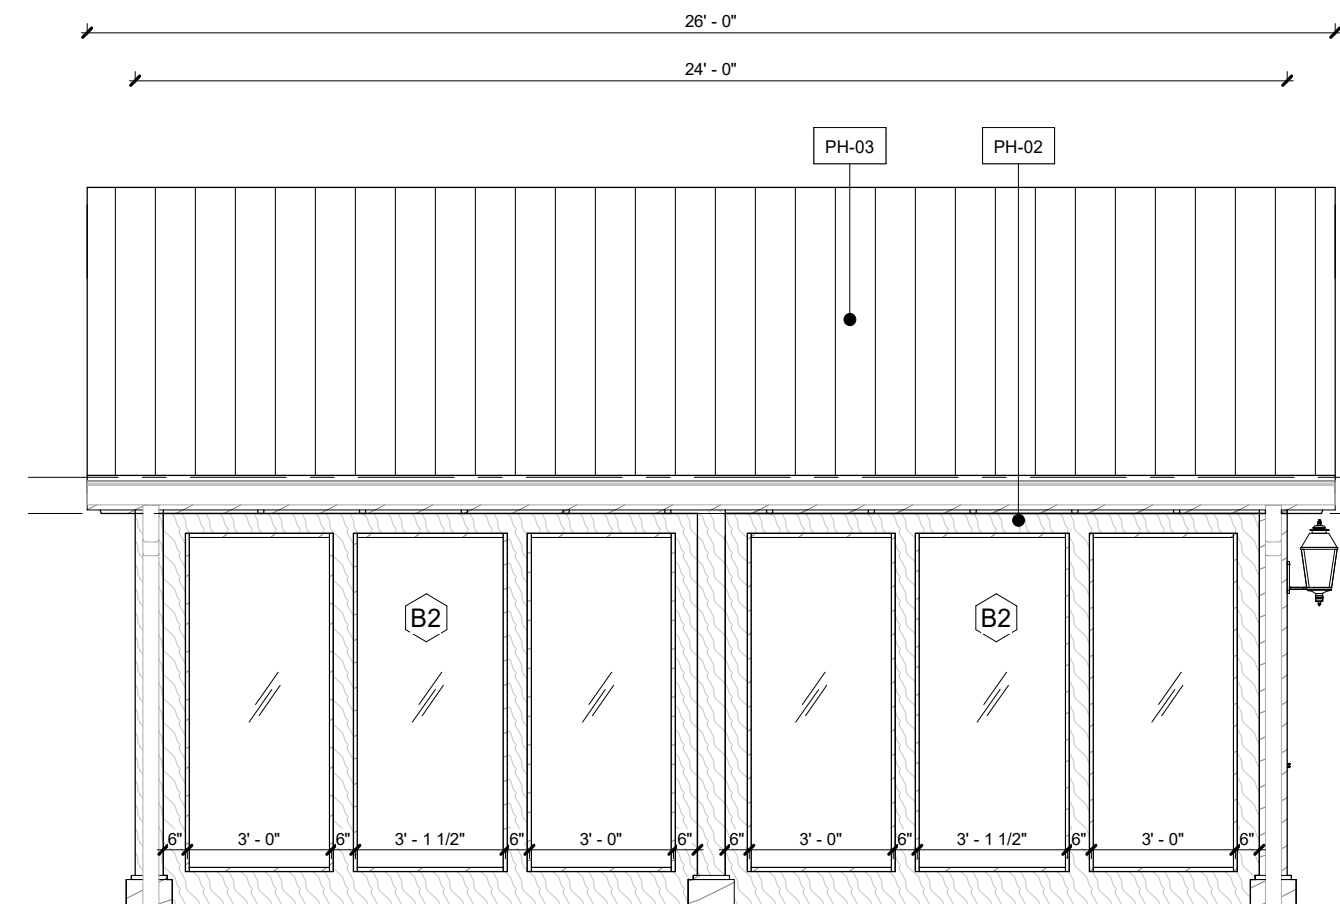 26' - 0"
24' - 0"
PH-03 PH-02
B2 B2
6" 3' - 0" 6" 3' - 1 1/2" 6" 3' - 0" 6" 6" 3' - 0" 6" 3' - 1 1/2" 6" 3' - 0" 6"